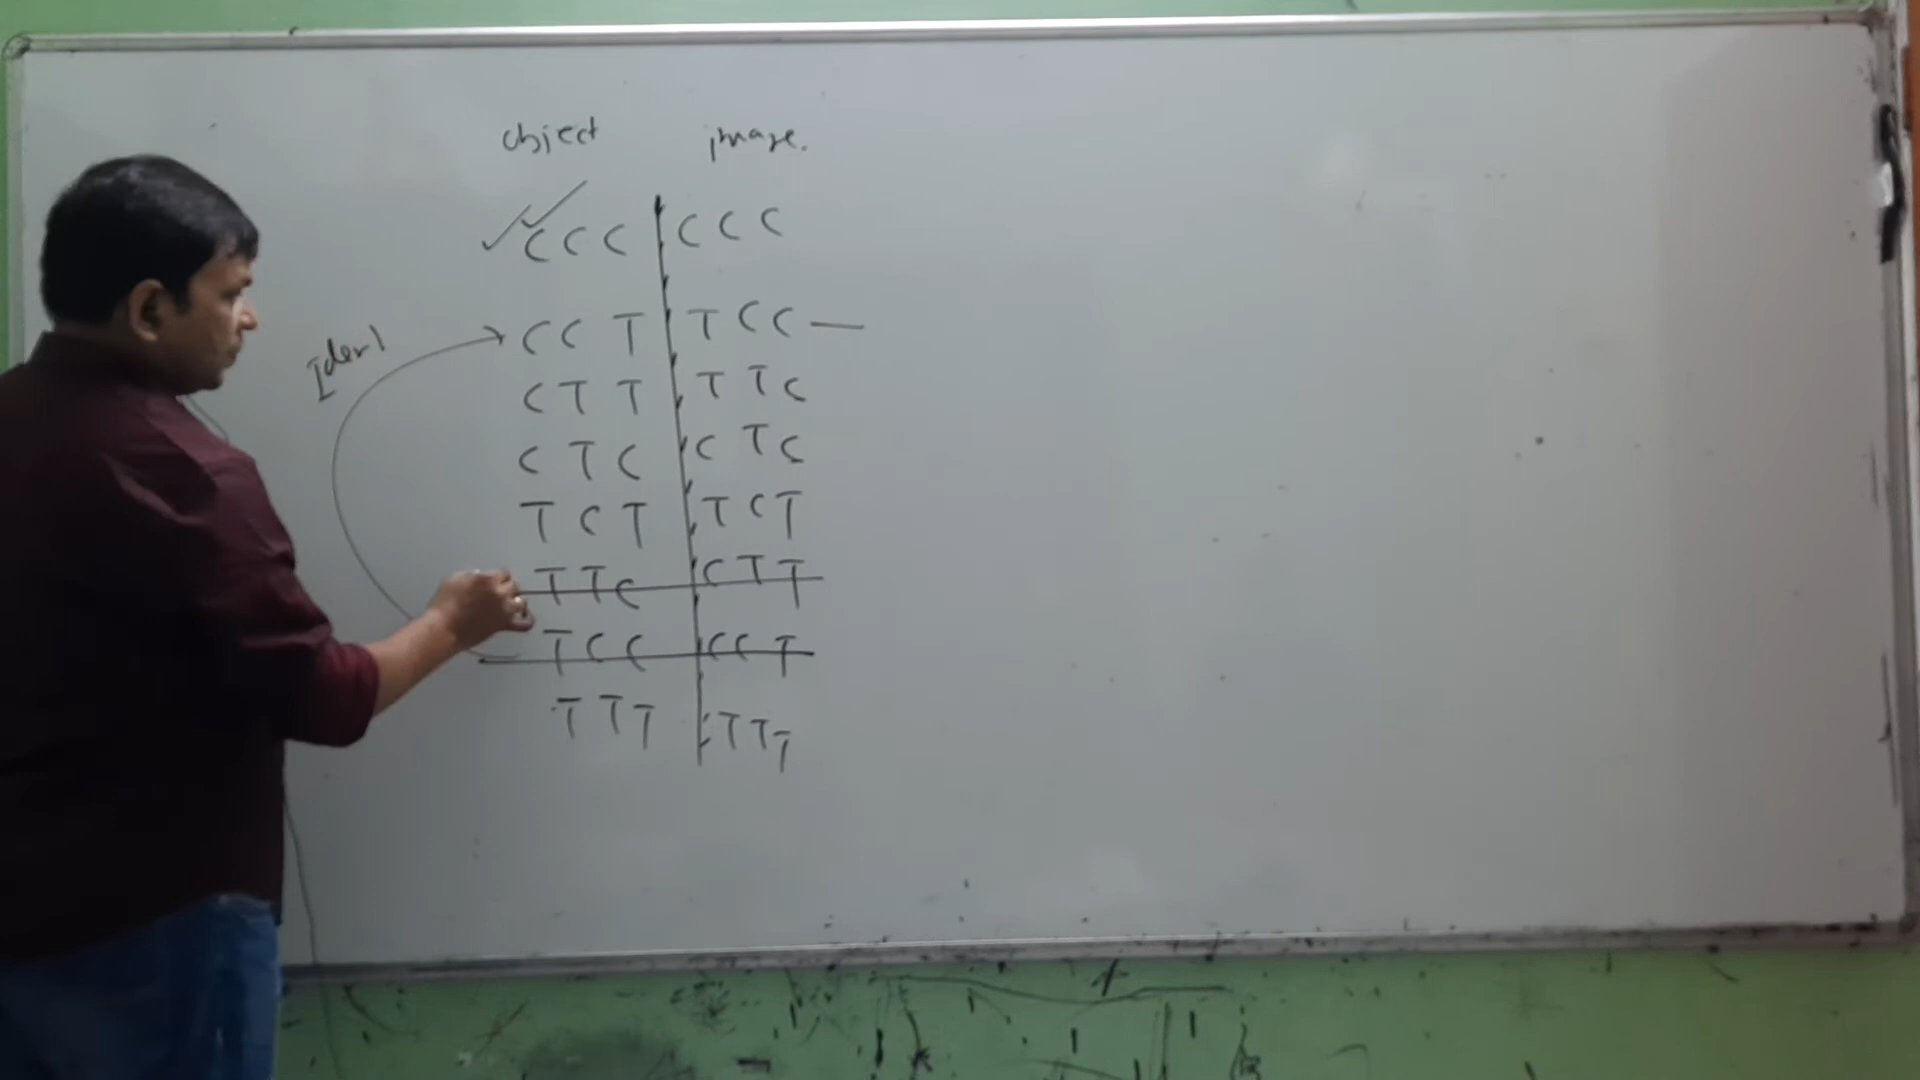 object image.
C C C C C C
Ident
C C T T C C
C T T T T C
C T C C T C
T C T T C T
T T C C T T
T C C C C T
T T T T T T